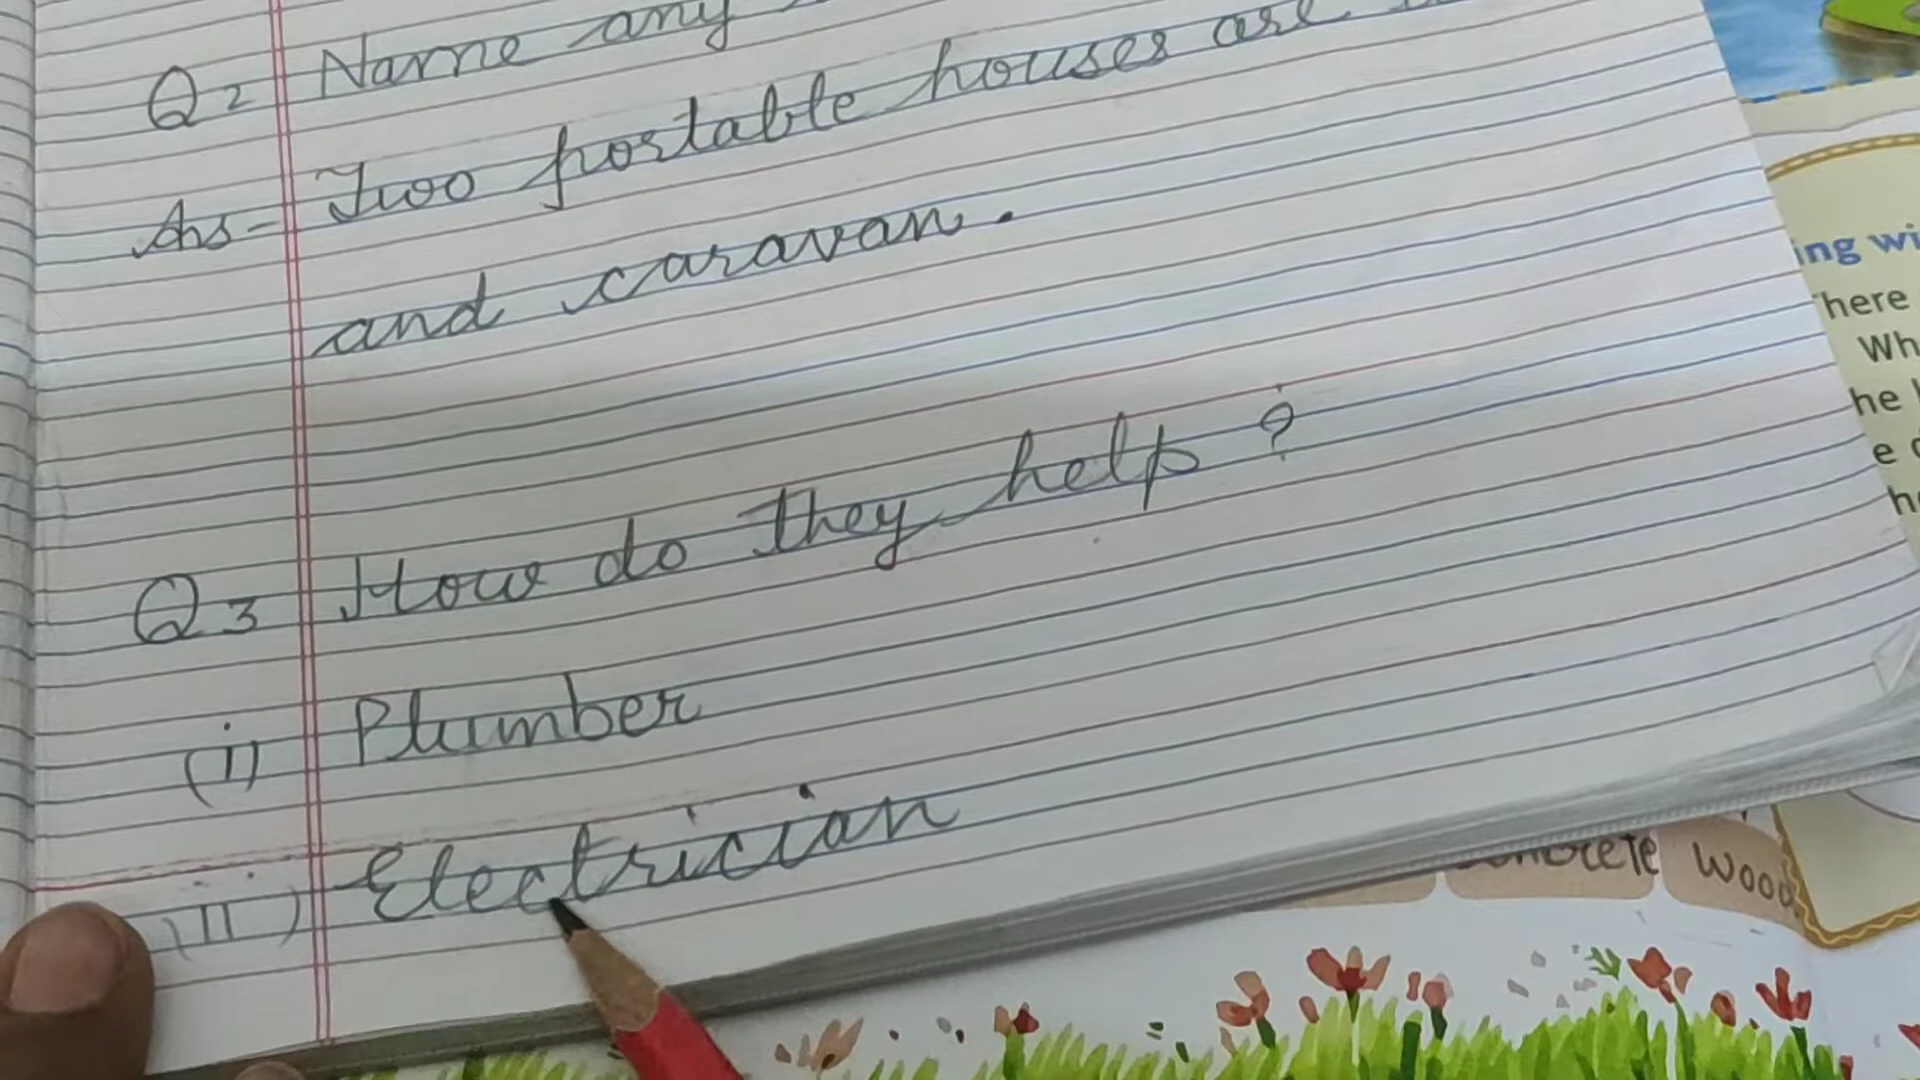 Q2 Name any
Ans- Two portable houses are
and caravan.
Q3 How do they help?
(i) Plumber
(ii) Electrician
ing wi
here
Wh
he
e
Concrete Wood